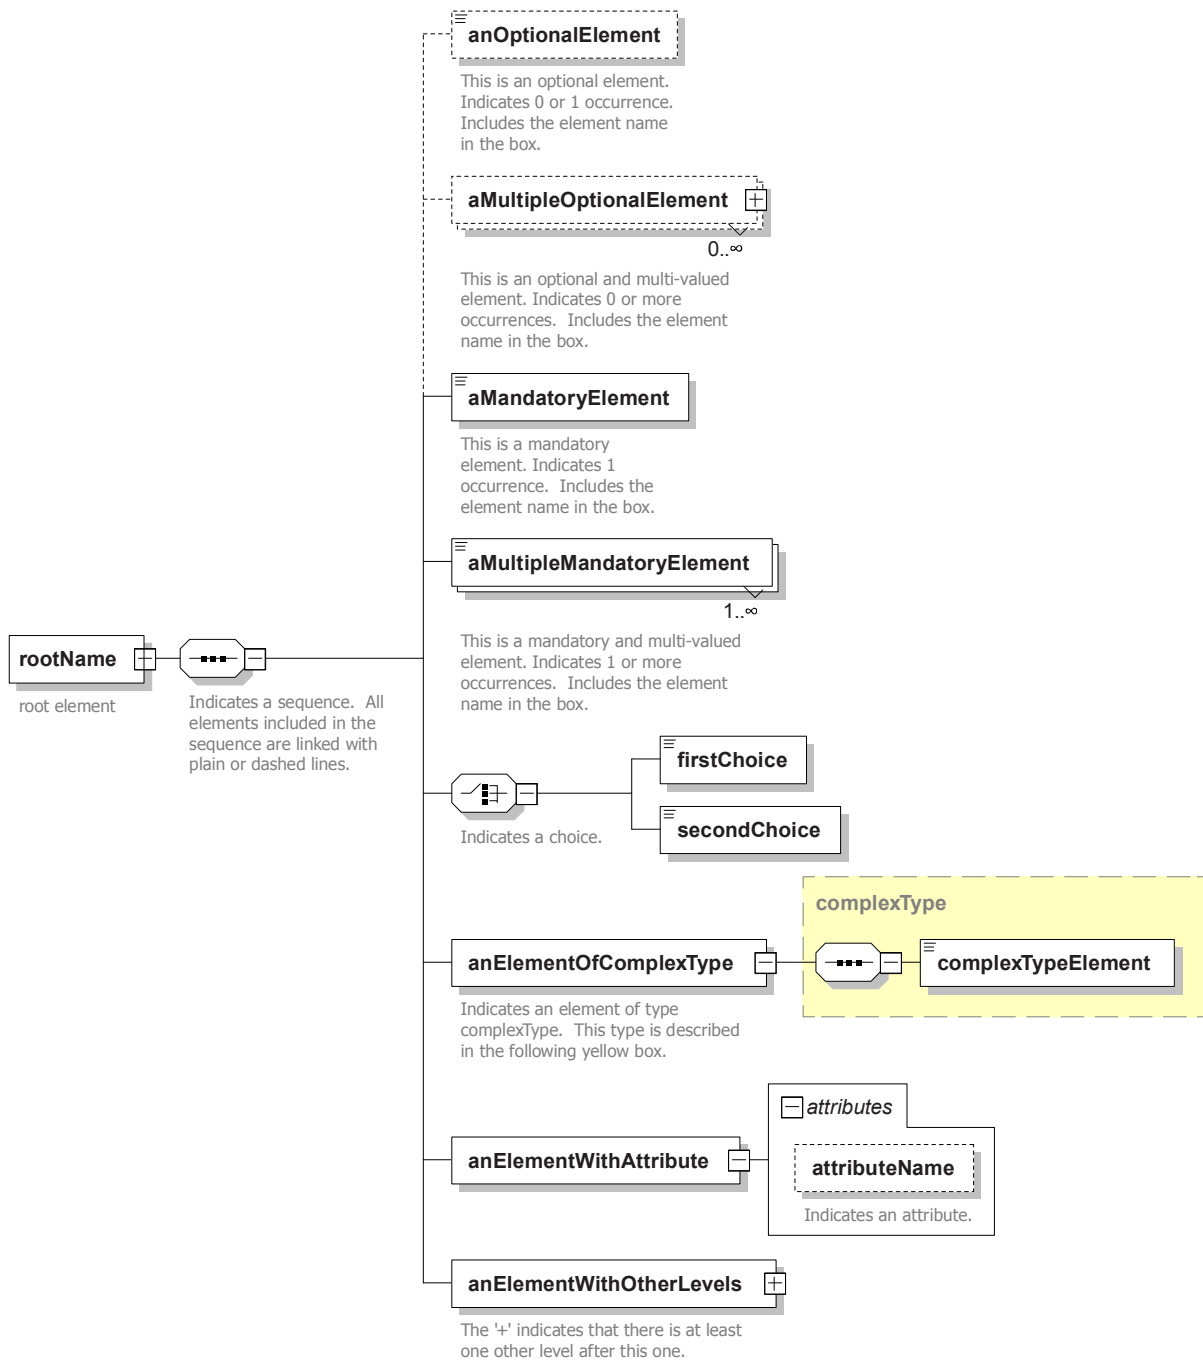 anOptionalElement
This is an optional element.
Indicates 0 or 1 occurrence.
Includes the element name
in the box.
aMultipleOptionalElement
0..∞
This is an optional and multi-valued
element. Indicates 0 or more
occurrences.  Includes the element
name in the box.
aMandatoryElement
This is a mandatory
element. Indicates 1
occurrence.  Includes the
element name in the box.
aMultipleMandatoryElement
1..∞
This is a mandatory and multi-valued
element. Indicates 1 or more
occurrences.  Includes the element
name in the box.
rootName
root element
Indicates a sequence.  All
elements included in the
sequence are linked with
plain or dashed lines.
firstChoice
secondChoice
Indicates a choice.
complexType
anElementOfComplexType
complexTypeElement
Indicates an element of type
complexType.  This type is described
in the following yellow box.
attributes
anElementWithAttribute
attributeName
Indicates an attribute.
anElementWithOtherLevels
The '+' indicates that there is at least
one other level after this one.